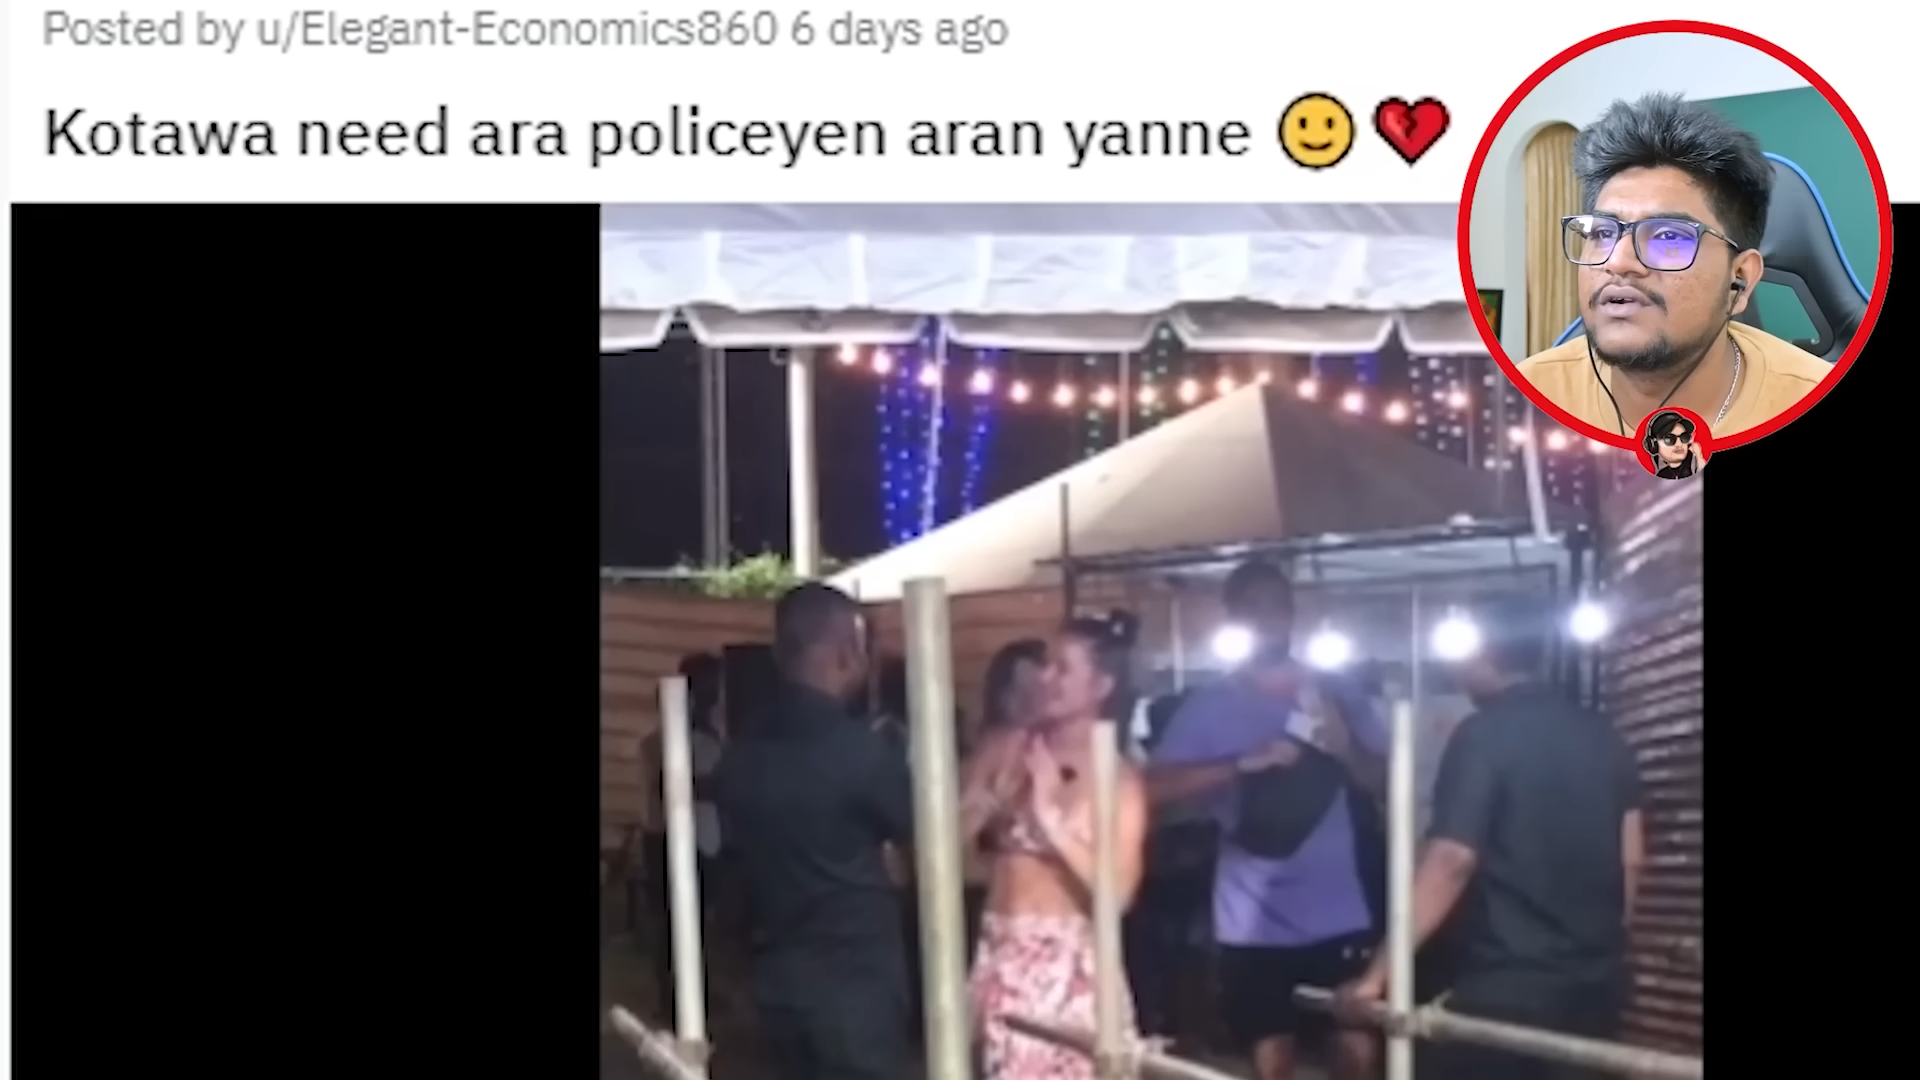 Posted by u/Elegant-Economics860 6 days ago
Kotawa need ara policeyen aran yanne 🙂💔